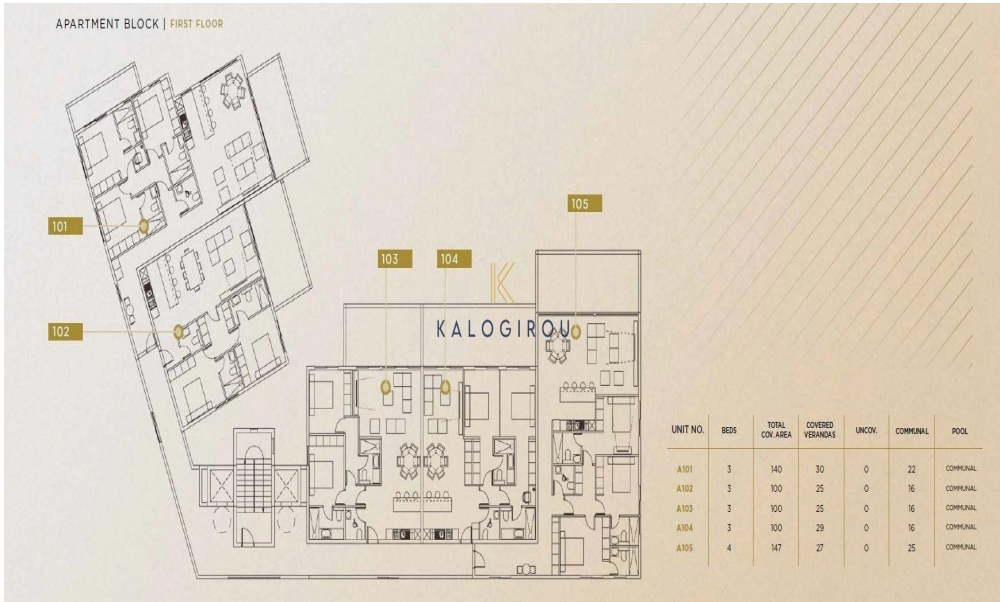 APARTMENT BLOCK | FIRST FLOOR
105
101
103
104
KALOGIROU
102
UNIT NO. BEDS TOTAL COV. AREA COVERED VERANDAS UNCOV. COMMUNAL POOL
A101 3 140 30 0 22 COMMUNAL
A102 3 100 25 0 16 COMMUNAL
A103 3 100 25 0 16 COMMUNAL
A104 3 100 29 0 16 COMMUNAL
A105 4 147 27 0 25 COMMUNAL